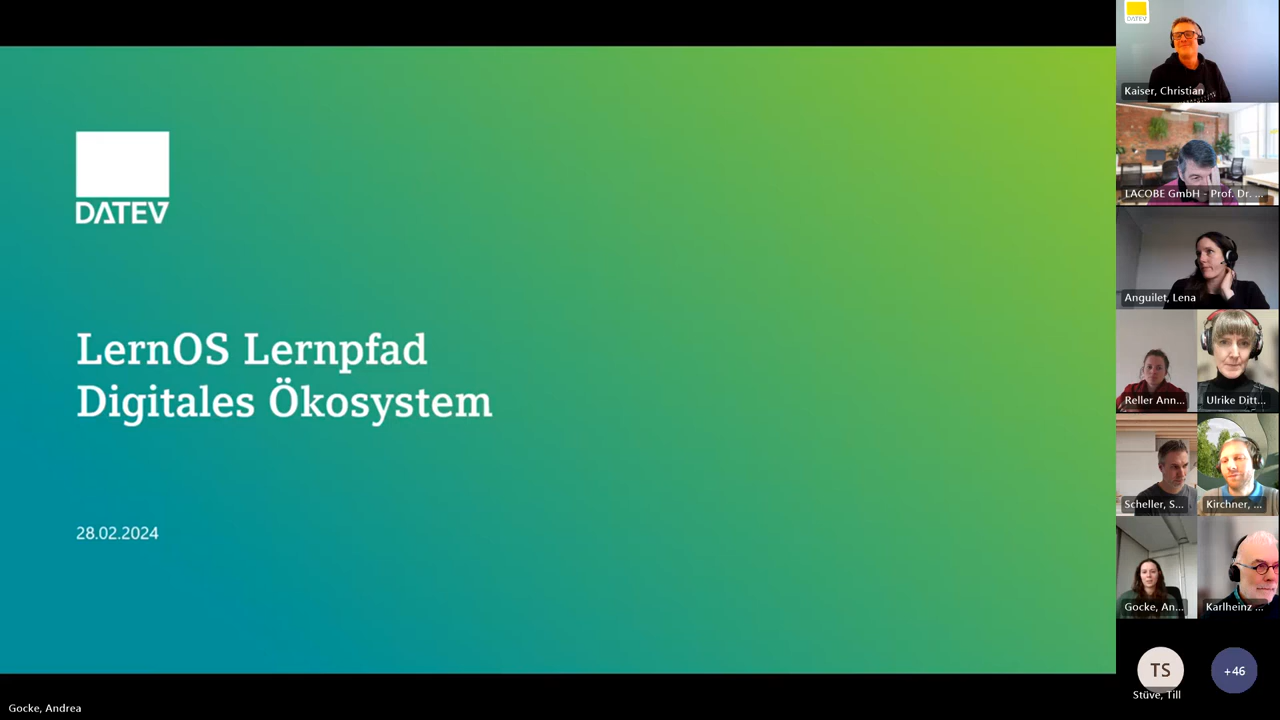 DATEV
LernOS Lernpfad
Digitales Ökosystem
28.02.2024
Gocke, Andrea
DATEV
Kaiser, Christian
LACOBE GmbH - Prof. Dr. ...
Anguilet, Lena
Reller Ann...
Ulrike Ditt...
Scheller, S...
Kirchner, ...
Gocke, An...
Karlheinz ...
TS
Stüve, Till
+46